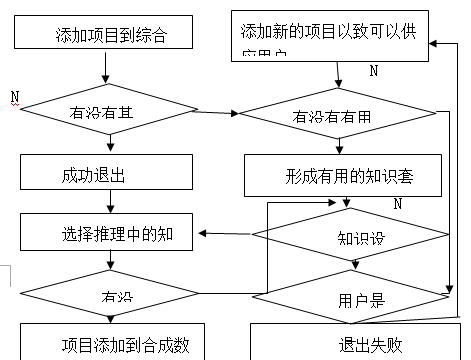 添加项目到综合
添加新的项目以致可以供
应用户
N
N
有没有其
有没有有用
成功退出
形成有用的知识套
N
选择推理中的知
知识设
有没
用户是
项目添加到合成数
退出失败